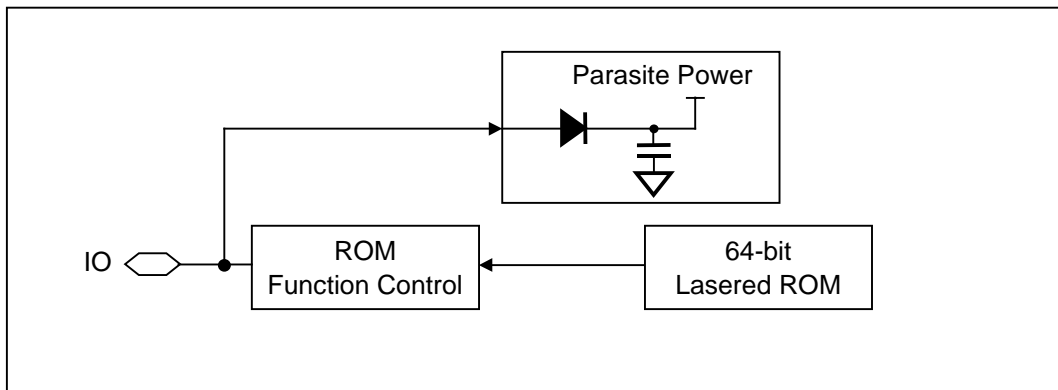 Parasite Power
IO
ROM
Function Control
64-bit
Lasered ROM